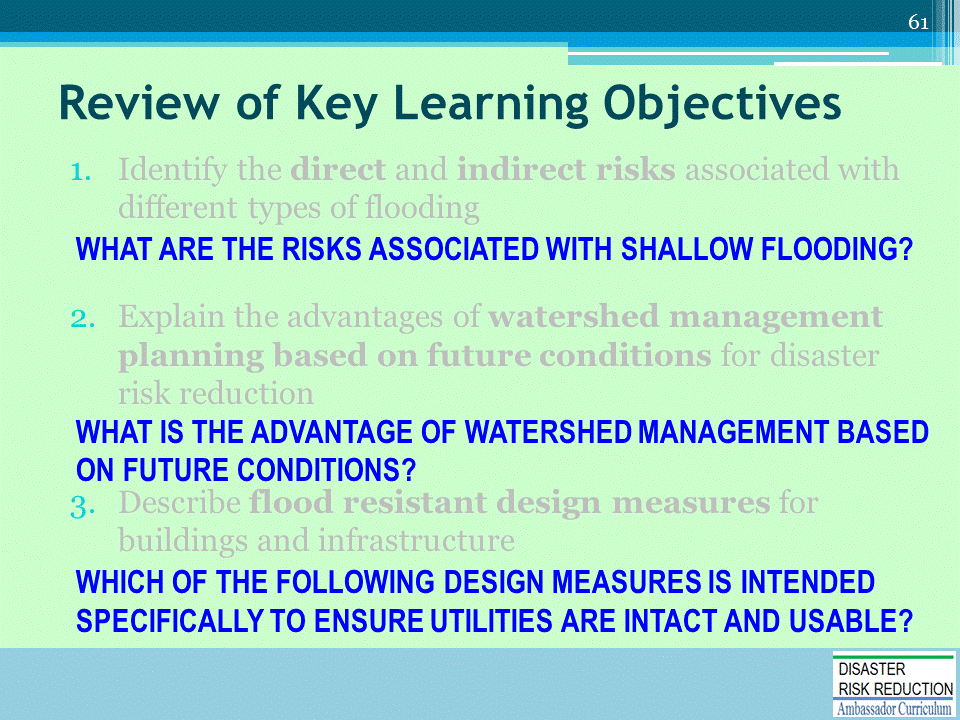 61
Review of Key Learning Objectives
1. Identify the direct and indirect risks associated with
different types of flooding
WHAT ARE THE RISKS ASSOCIATED WITH SHALLOW FLOODING?
2. Explain the advantages of watershed management
planning based on future conditions for disaster
risk reduction
WHAT IS THE ADVANTAGE OF WATERSHED MANAGEMENT BASED
ON FUTURE CONDITIONS?
3. Describe flood resistant design measures for
buildings and infrastructure
WHICH OF THE FOLLOWING DESIGN MEASURES IS INTENDED
SPECIFICALLY TO ENSURE UTILITIES ARE INTACT AND USABLE?
DISASTER
RISK REDUCTION
Ambassador Curriculum